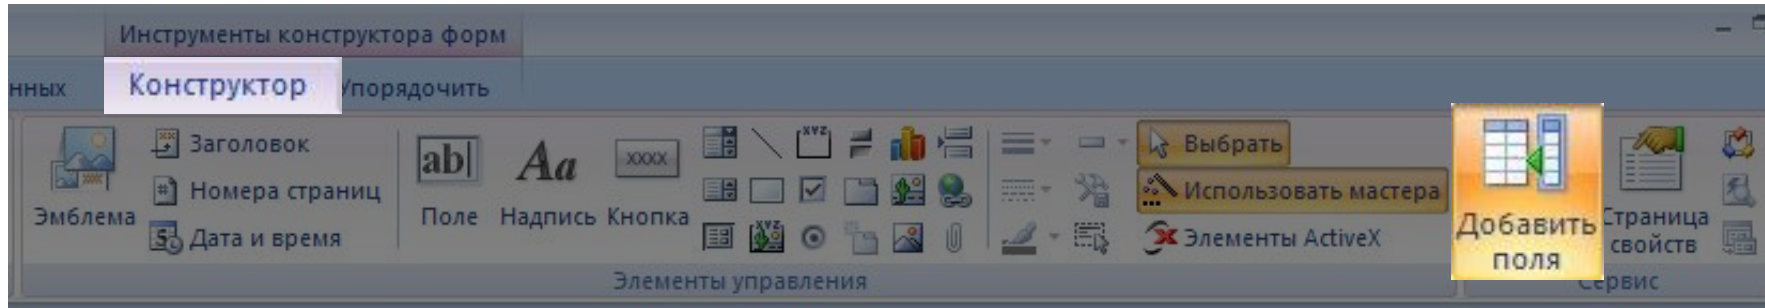 Инструменты конструктора форм
нных Конструктор Упорядочить
Эмблема
Заголовок
Номера страниц
Дата и время
ab|
Поле
Aa
Надпись
XXXX
Кнопка
Выбрать
Использовать мастера
Элементы ActiveX
Добавить
поля
Страница
свойств
Элементы управления
Сервис